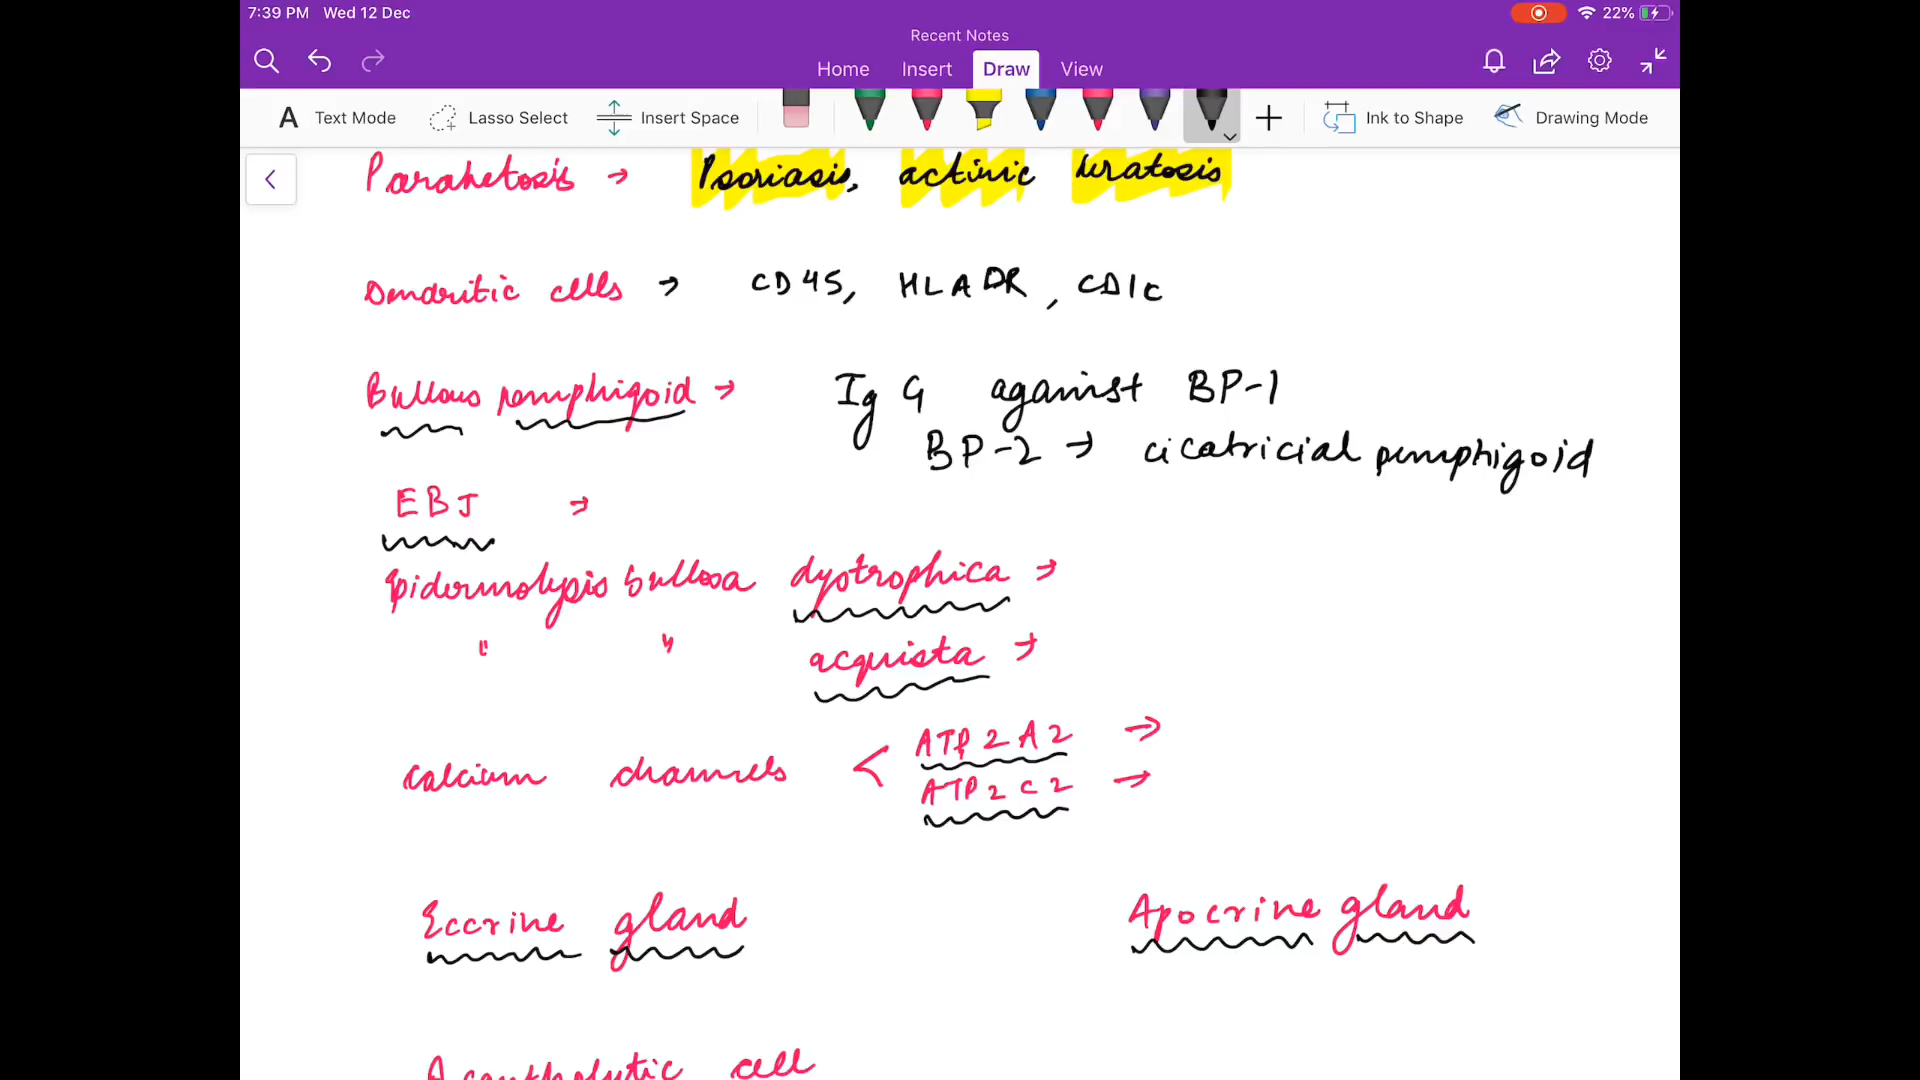 7:39 PM Wed 12 Dec 22%
Recent Notes
Home Insert Draw View
A Text Mode Lasso Select Insert Space Ink to Shape Drawing Mode
Paraketosis → Psoriasis, actinic keratosis
Dendritic cells → CD45, HLA DR, CD1c
Bullous pemphigoid → Ig G against BP-1
BP-2 → cicatricial pemphigoid
EBJ →
Epidermolysis bullosa dystrophica →
" " acquista →
Calcium channels < ATP 2 A 2 →
ATP 2 C 2 →
Eccrine gland Apocrine gland
Acantholytic cell